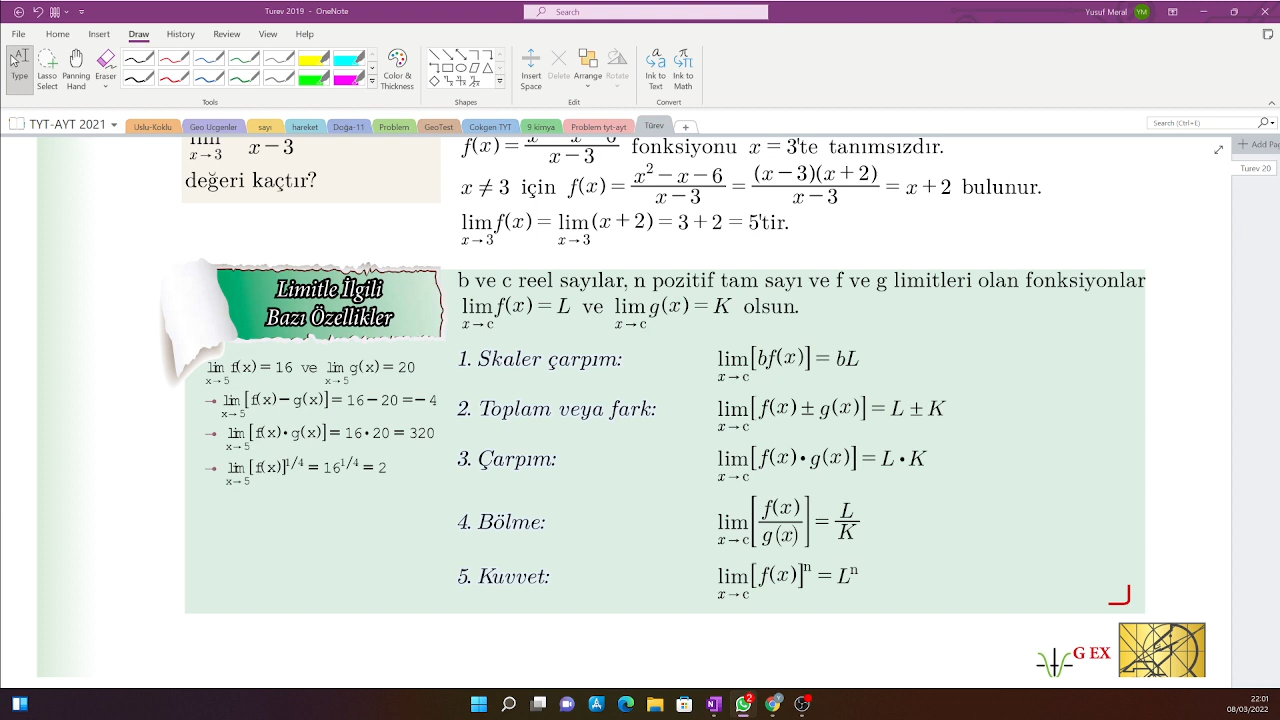 Turev 2019 - OneNote
Search
Yusuf Meral
YM
File Home Insert Draw History Review View Help
Type
Lasso Select
Panning Hand
Eraser
Color & Thickness
Insert Space
Delete
Arrange
Rotate
Ink to Text
Ink to Math
Tools
Shapes
Edit
Convert
TYT-AYT 2021
Uslu-Koklu
Geo Ucgenler
sayı
hareket
Doğa-11
Problem
GeoTest
Cokgen TYT
9 kimya
Problem tyt-ayt
Türev
Search (Ctrl+E)
Add Pag
Turev 20
lim x→3 x−3
değeri kaçtır?
f(x) = x−3 fonksiyonu x = 3'te tanımsızdır.
x ≠ 3 için f(x) = (x² − x − 6)/(x − 3) = ((x − 3)(x + 2))/(x − 3) = x + 2 bulunur.
lim x→3 f(x) = lim x→3 (x + 2) = 3 + 2 = 5'tir.
Limitle İlgili
Bazı Özellikler
b ve c reel sayılar, n pozitif tam sayı ve f ve g limitleri olan fonksiyonlar
lim x→c f(x) = L ve lim x→c g(x) = K olsun.
lim x→5 f(x) = 16 ve lim x→5 g(x) = 20
→ lim x→5 [f(x) − g(x)] = 16 − 20 = − 4
→ lim x→5 [f(x) • g(x)] = 16 • 20 = 320
→ lim x→5 [f(x)]^1/4 = 16^1/4 = 2
1. Skaler çarpım: lim x→c [bf(x)] = bL
2. Toplam veya fark: lim x→c [f(x) ± g(x)] = L ± K
3. Çarpım: lim x→c [f(x) • g(x)] = L • K
4. Bölme: lim x→c [f(x)/g(x)] = L/K
5. Kuvvet: lim x→c [f(x)]ⁿ = Lⁿ
G EX
2
22:01
08/03/2022